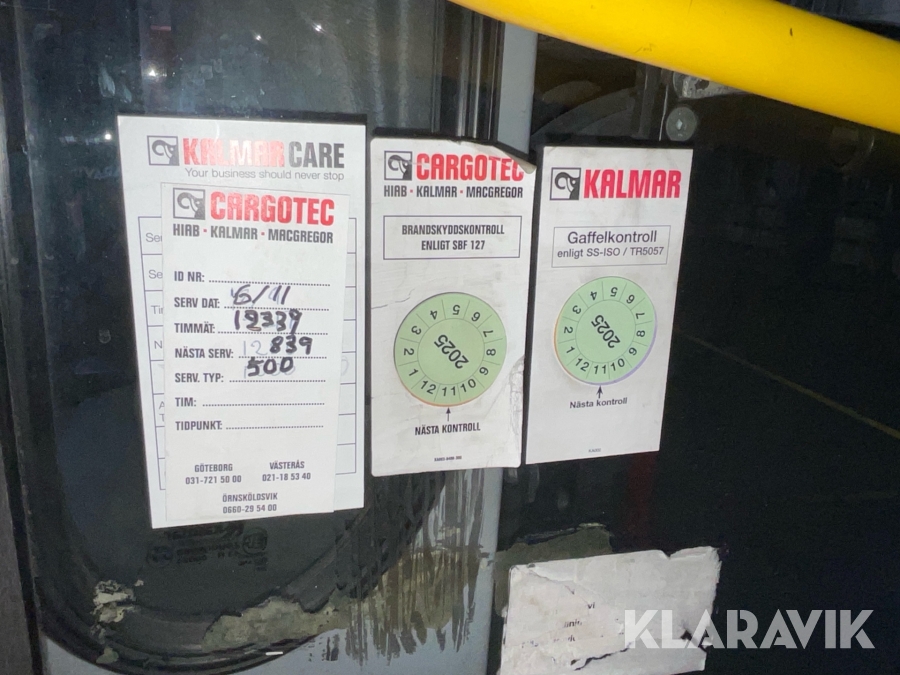 KALMAR CARE
Your business should never stop
CARGOTEC
HIAB • KALMAR • MACGREGOR
ID NR:
SERV DAT: 6/11
TIMMÄT: 12339
NÄSTA SERV: 12839
SERV. TYP: 500
TIM:
TIDPUNKT:
GÖTEBORG
031-721 50 00
VÄSTERÅS
021-18 53 40
ÖRNSKÖLDSVIK
0660-29 54 00
CARGOTEC
HIAB • KALMAR • MACGREGOR
BRANDSKYDDSKONTROLL
ENLIGT SBF 127
1 2 3 4 5 6 7 8 9 10 11 12
2025
NÄSTA KONTROLL
KALMAR
Gaffelkontroll
enligt SS-ISO / TR5057
1 2 3 4 5 6 7 8 9 10 11 12
2025
Nästa kontroll
KLARAVIK